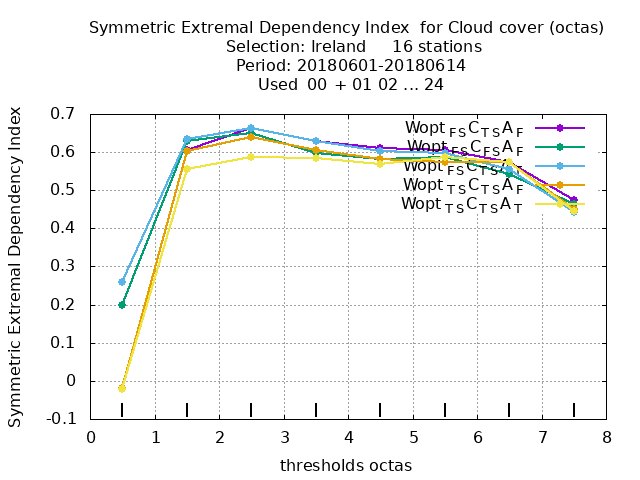 Symmetric Extremal Dependency Index for Cloud cover (octas)
Selection: Ireland 16 stations
Period: 20180601-20180614
Used 00 + 01 02 ... 24
Symmetric Extremal Dependency Index
0.7
0.6
0.5
0.4
0.3
0.2
0.1
0
-0.1
Wopt FS C TS A F
Wopt FS C FS A F
Wopt FS C TS A
Wopt TS C TS A F
Wopt TS C TS A T
0 1 2 3 4 5 6 7 8
thresholds octas